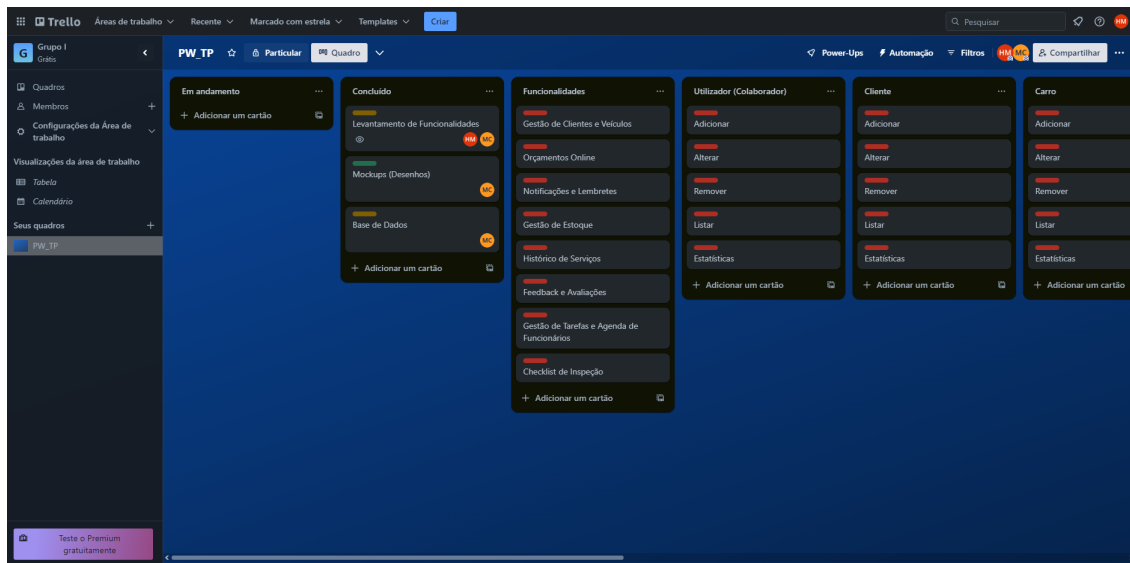 Trello Áreas de trabalho Recente Marcado com estrela Templates Criar Pesquisar HM
G Grupo I
Grátis
PW_TP Particular Quadro Power-Ups Automação Filtros HM MC Compartilhar
Quadros
Membros
Configurações da Área de
trabalho
Visualizações da área de trabalho
Tabela
Calendário
Seus quadros
PW_TP
Teste o Premium
gratuitamente
Em andamento
Adicionar um cartão
Concluído
Levantamento de Funcionalidades
HM MC
Mockups (Desenhos)
MC
Base de Dados
MC
Adicionar um cartão
Funcionalidades
Gestão de Clientes e Veículos
Orçamentos Online
Notificações e Lembretes
Gestão de Estoque
Histórico de Serviços
Feedback e Avaliações
Gestão de Tarefas e Agenda de
Funcionários
Checklist de Inspeção
Adicionar um cartão
Utilizador (Colaborador)
Adicionar
Alterar
Remover
Listar
Estatísticas
Adicionar um cartão
Cliente
Adicionar
Alterar
Remover
Listar
Estatísticas
Adicionar um cartão
Carro
Adicionar
Alterar
Remover
Listar
Estatísticas
Adicionar um cartão